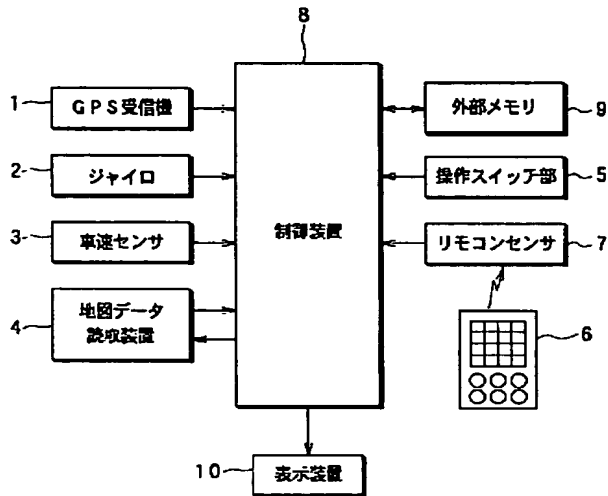 8
1
GPS受信機
外部メモリ
9
2
ジャイロ
操作スイッチ部
5
3
車速センサ
制御装置
リモコンセンサ
7
4
地図データ
読取装置
6
10
表示装置